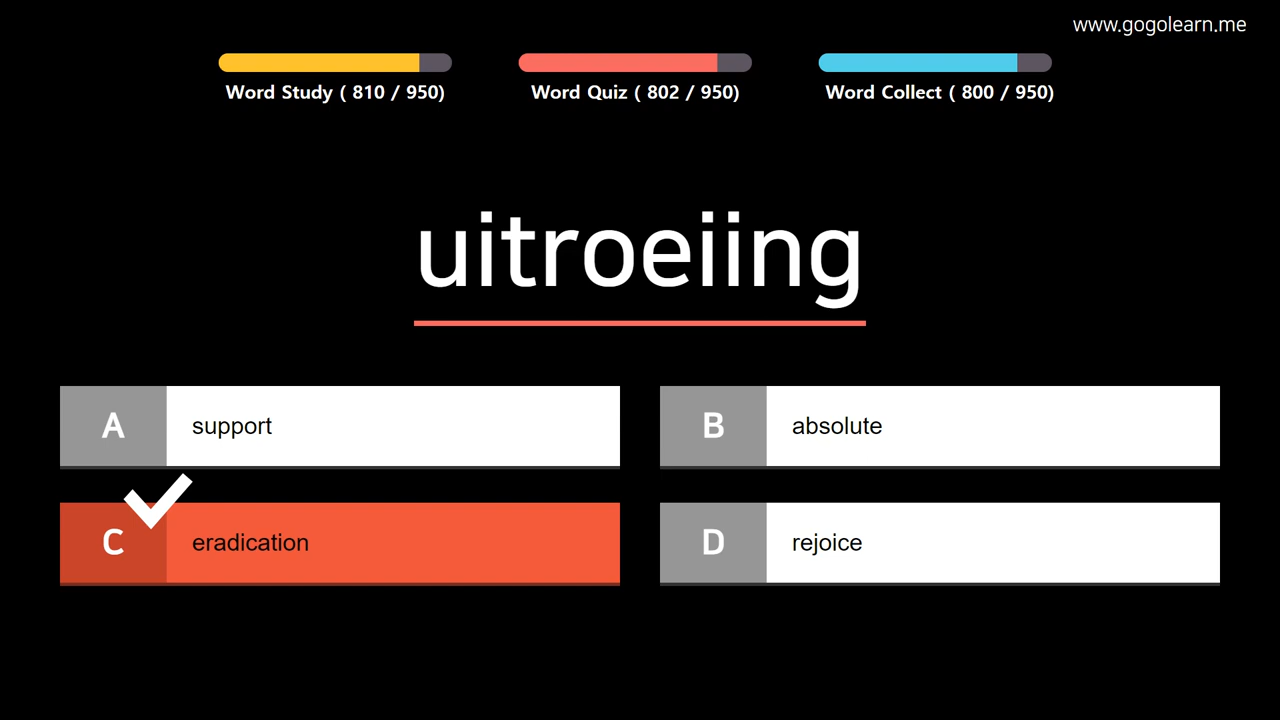 www.gogolearn.me
Word Study ( 810 / 950)
Word Quiz ( 802 / 950)
Word Collect ( 800 / 950)
uitroeiing
A support
B absolute
C eradication
D rejoice